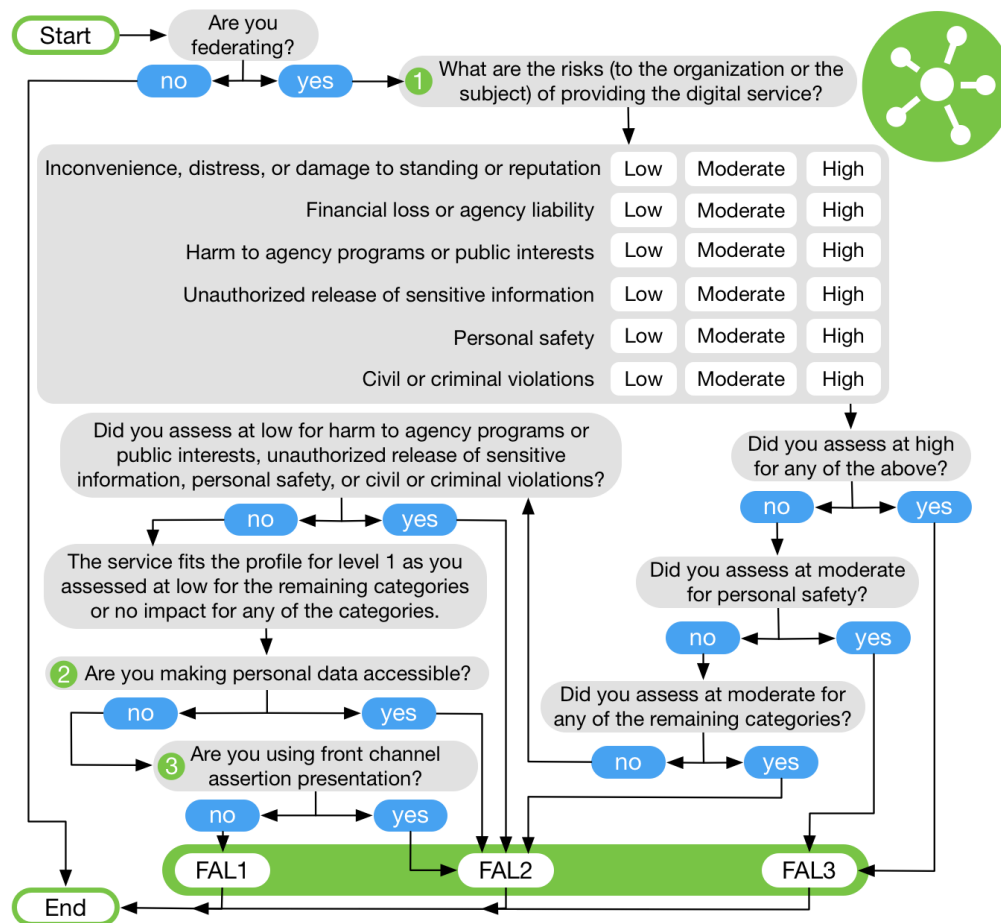 Start
Are you
federating?
no
yes
1
What are the risks (to the organization or the
subject) of providing the digital service?
Inconvenience, distress, or damage to standing or reputation Low Moderate High
Financial loss or agency liability Low Moderate High
Harm to agency programs or public interests Low Moderate High
Unauthorized release of sensitive information Low Moderate High
Personal safety Low Moderate High
Civil or criminal violations Low Moderate High
Did you assess at high
for any of the above?
no
yes
Did you assess at moderate
for personal safety?
no
yes
Did you assess at moderate for
any of the remaining categories?
no
yes
Did you assess at low for harm to agency programs or
public interests, unauthorized release of sensitive
information, personal safety, or civil or criminal violations?
no
yes
The service fits the profile for level 1 as you
assessed at low for the remaining categories
or no impact for any of the categories.
2
Are you making personal data accessible?
no
yes
3
Are you using front channel
assertion presentation?
no
yes
FAL1
FAL2
FAL3
End